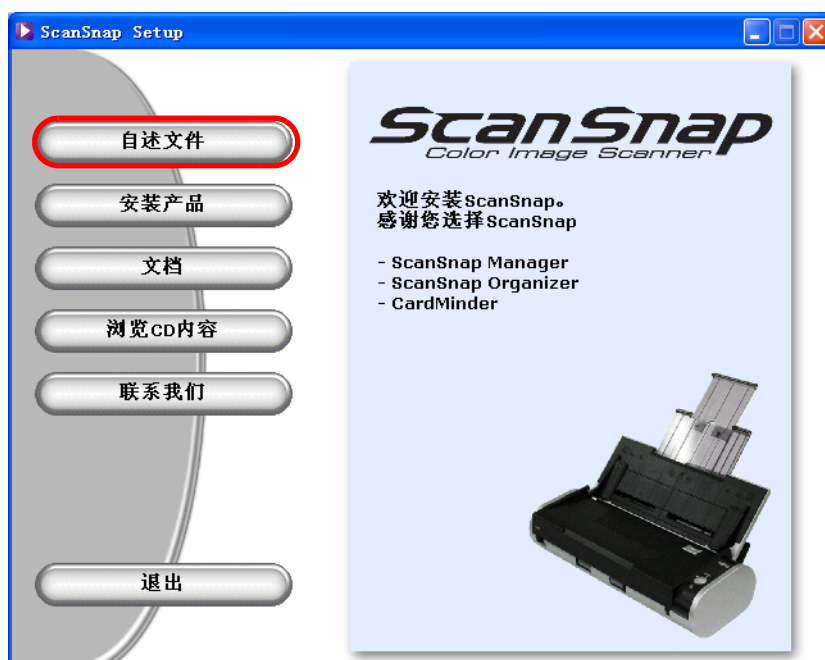 ScanSnap Setup
自述文件
安装产品
文档
浏览CD内容
联系我们
退出
ScanSnap
Color Image Scanner
欢迎安装ScanSnap。
感谢您选择ScanSnap
- ScanSnap Manager
- ScanSnap Organizer
- CardMinder